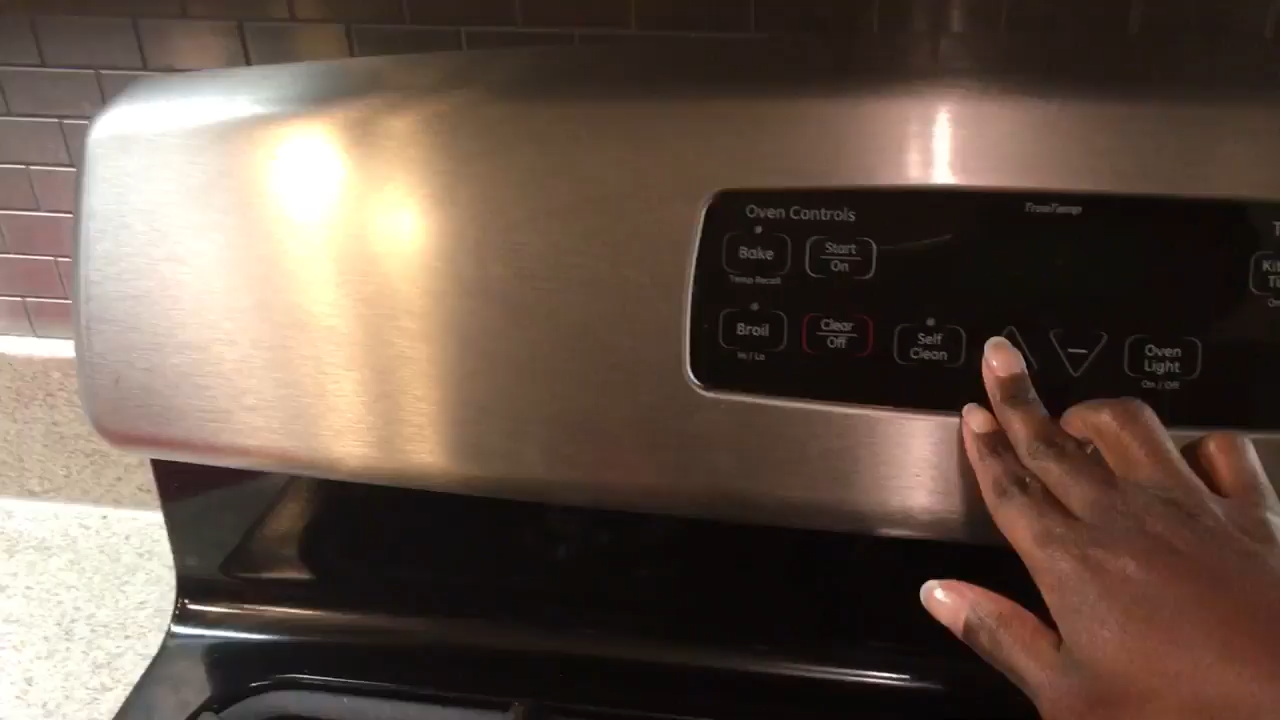 Oven Controls
TrueTemp
Bake
Temp Recall
Start
On
Broil
Hi / Lo
Clear
Off
Self
Clean
Oven
Light
On / Off